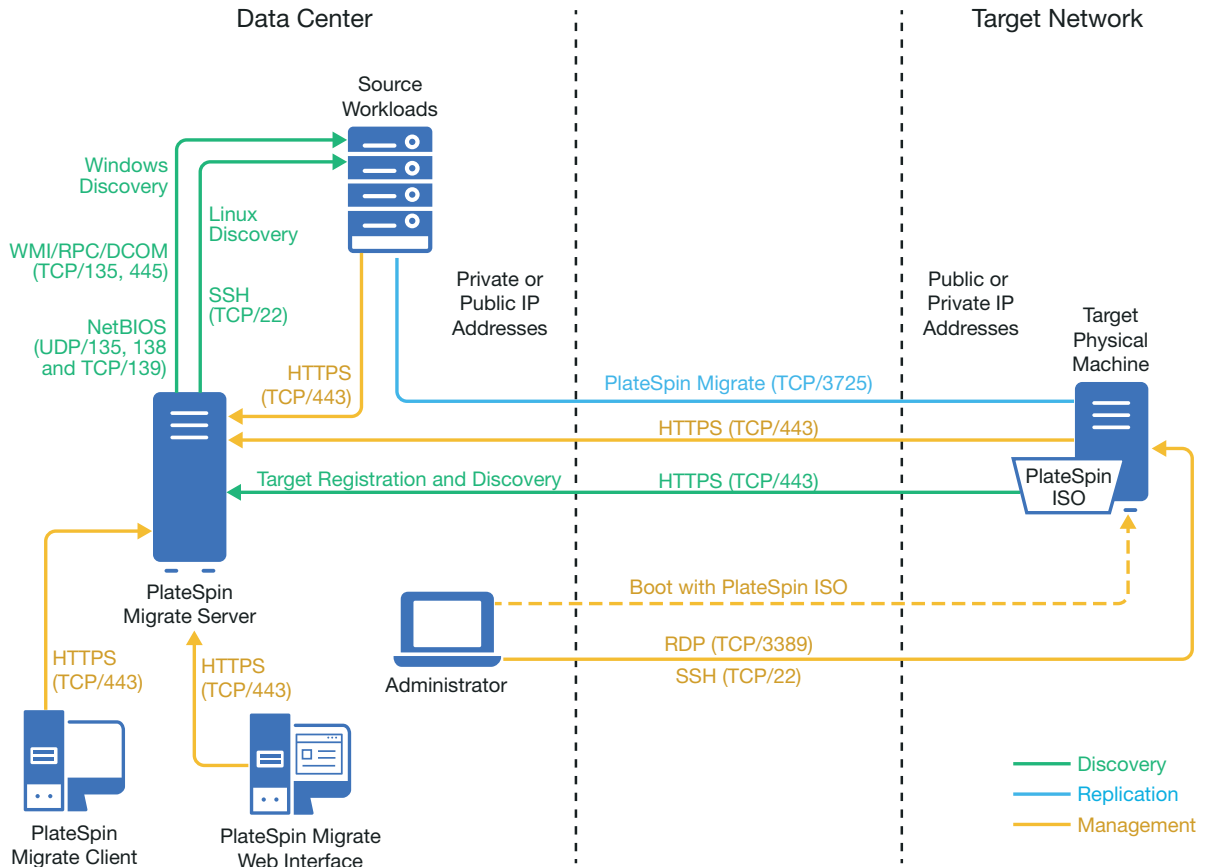 Data Center
Target Network
Source
Workloads
Windows
Discovery
Linux
Discovery
WMI/RPC/DCOM
(TCP/135, 445)
SSH
(TCP/22)
NetBIOS
(UDP/135, 138
and TCP/139)
Private or
Public IP
Addresses
Public or
Private IP
Addresses
Target
Physical
Machine
HTTPS
(TCP/443)
PlateSpin Migrate (TCP/3725)
HTTPS (TCP/443)
Target Registration and Discovery
HTTPS (TCP/443)
PlateSpin
ISO
PlateSpin
Migrate Server
Boot with PlateSpin ISO
RDP (TCP/3389)
SSH (TCP/22)
Administrator
HTTPS
(TCP/443)
HTTPS
(TCP/443)
PlateSpin
Migrate Client
PlateSpin Migrate
Web Interface
Discovery
Replication
Management